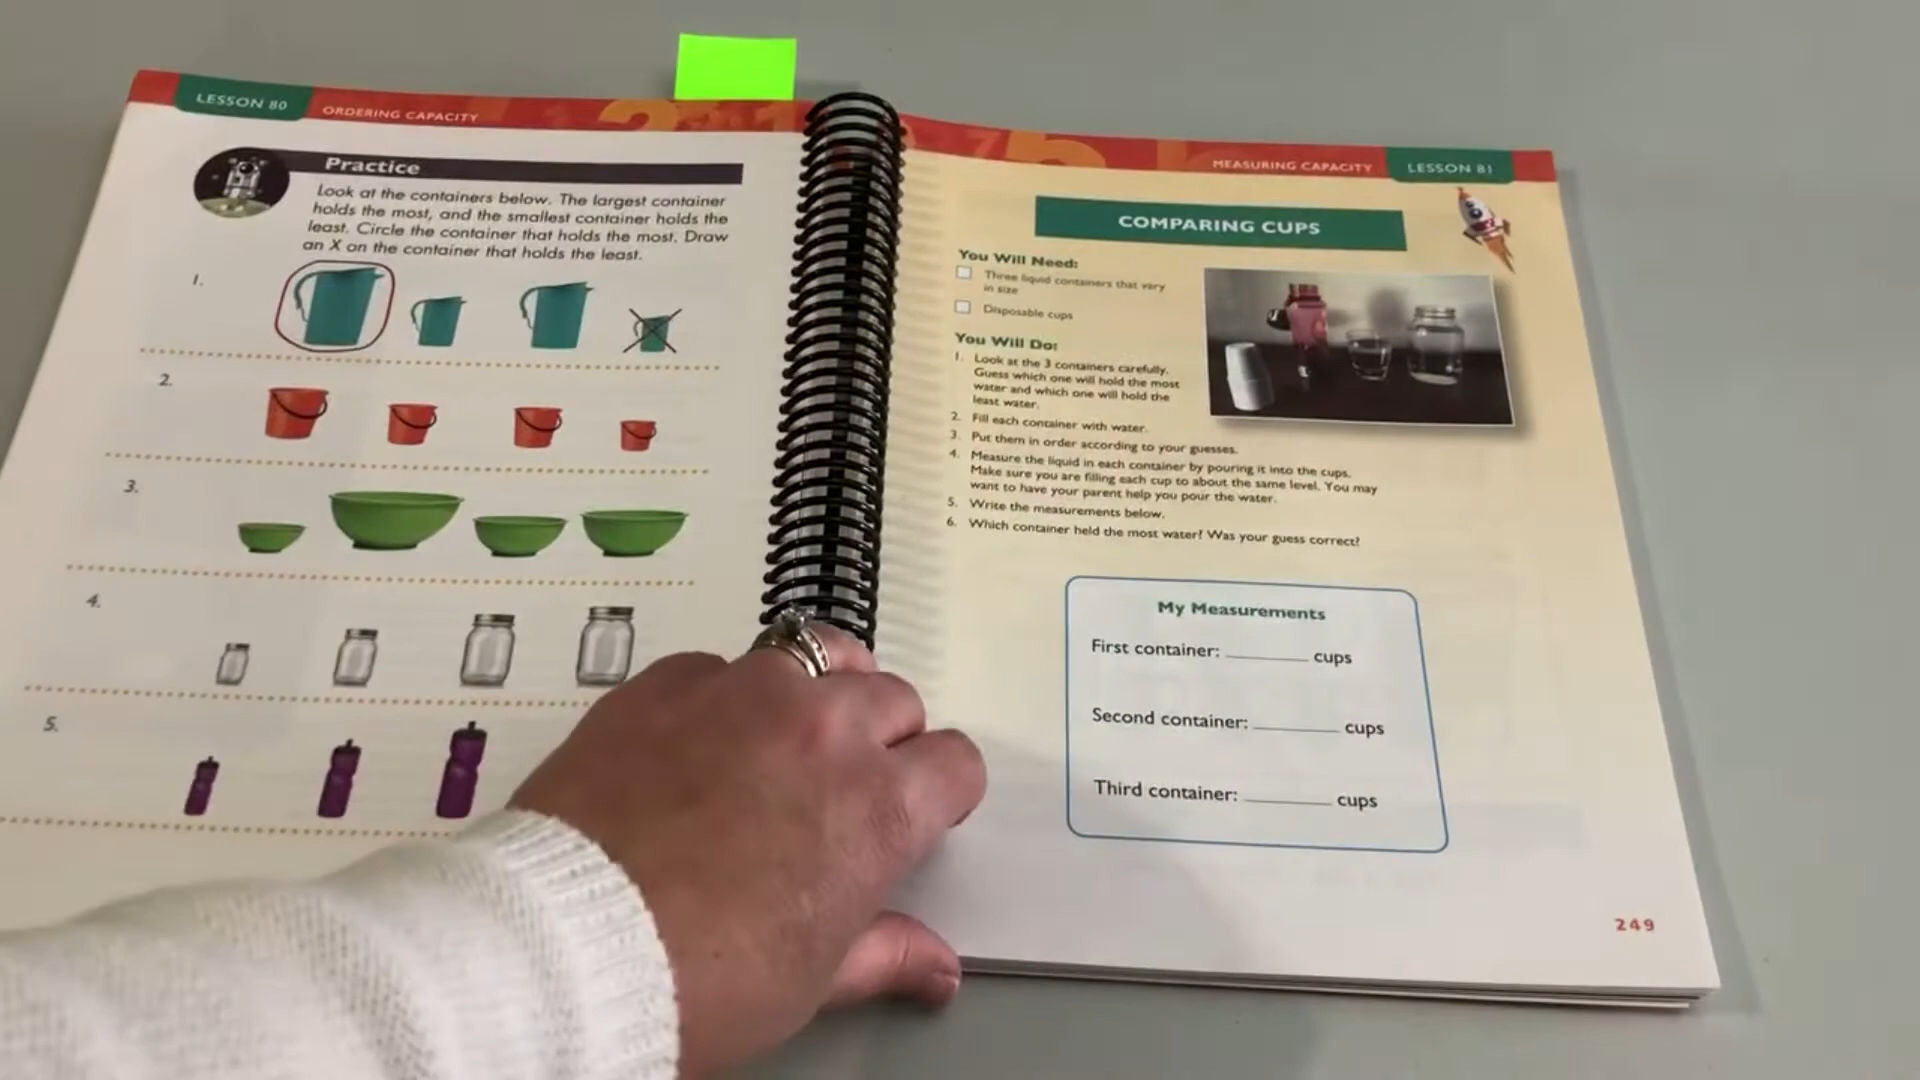 LESSON 80
ORDERING CAPACITY
Practice
Look at the containers below. The largest container
holds the most, and the smallest container holds the
least. Circle the container that holds the most. Draw
an X on the container that holds the least.
1.
2.
3.
4.
5.
MEASURING CAPACITY
LESSON 81
COMPARING CUPS
You Will Need:
Three liquid containers that vary
in size
Disposable cups
You Will Do:
1. Look at the 3 containers carefully.
Guess which one will hold the most
water and which one will hold the
least water.
2. Fill each container with water.
3. Put them in order according to your guesses.
4. Measure the liquid in each container by pouring it into the cups.
Make sure you are filling each cup to about the same level. You may
want to have your parent help you pour the water.
5. Write the measurements below.
6. Which container held the most water? Was your guess correct?
My Measurements
First container: ________ cups
Second container: ________ cups
Third container: ________ cups
249